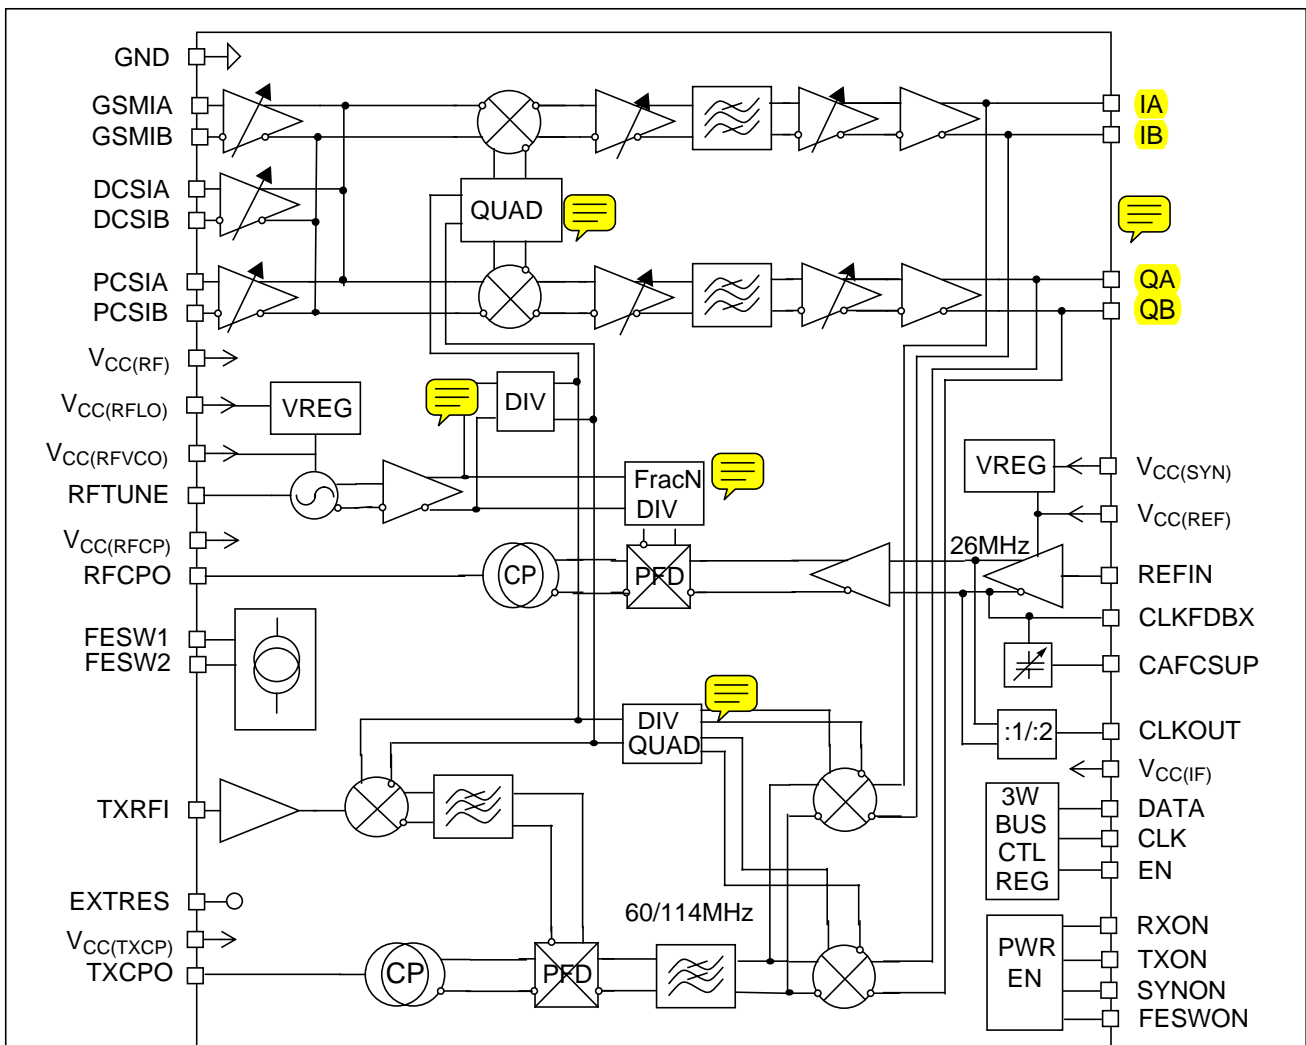 GND
GSMIA
GSMIB
DCSIA
DCSIB
PCSIA
PCSIB
VCC(RF)
VCC(RFLO)
VCC(RFVCO)
RFTUNE
VCC(RFCP)
RFCPO
FESW1
FESW2
TXRFI
EXTRES
VCC(TXCP)
TXCPO
QUAD
VREG
DIV
FracN
DIV
CP
PFD
DIV
QUAD
60/114MHz
CP
PFD
26MHz
VREG
:1/:2
3W
BUS
CTL
REG
PWR
EN
IA
IB
QA
QB
VCC(SYN)
VCC(REF)
REFIN
CLKFDBX
CAFCSUP
CLKOUT
VCC(IF)
DATA
CLK
EN
RXON
TXON
SYNON
FESWON